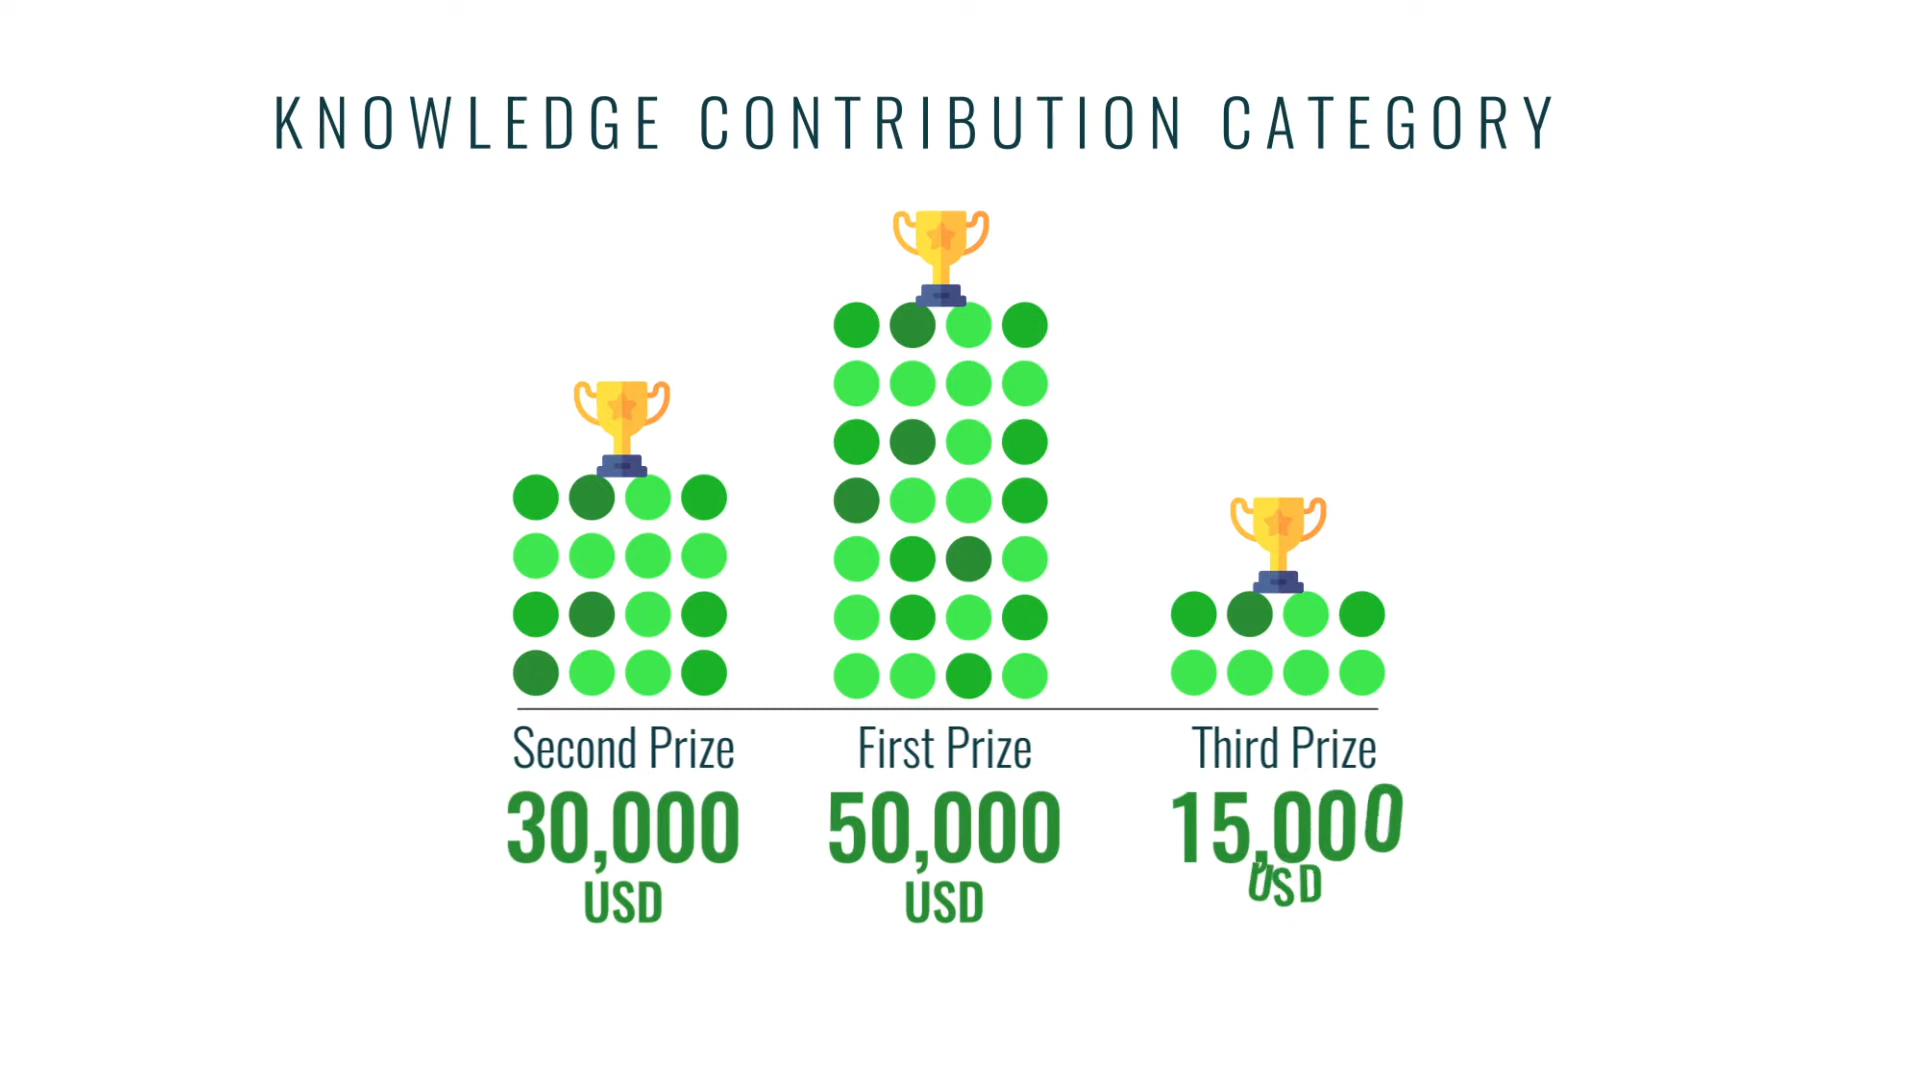 KNOWLEDGE CONTRIBUTION CATEGORY
Second Prize
30,000
USD
First Prize
50,000
USD
Third Prize
15,000
USD